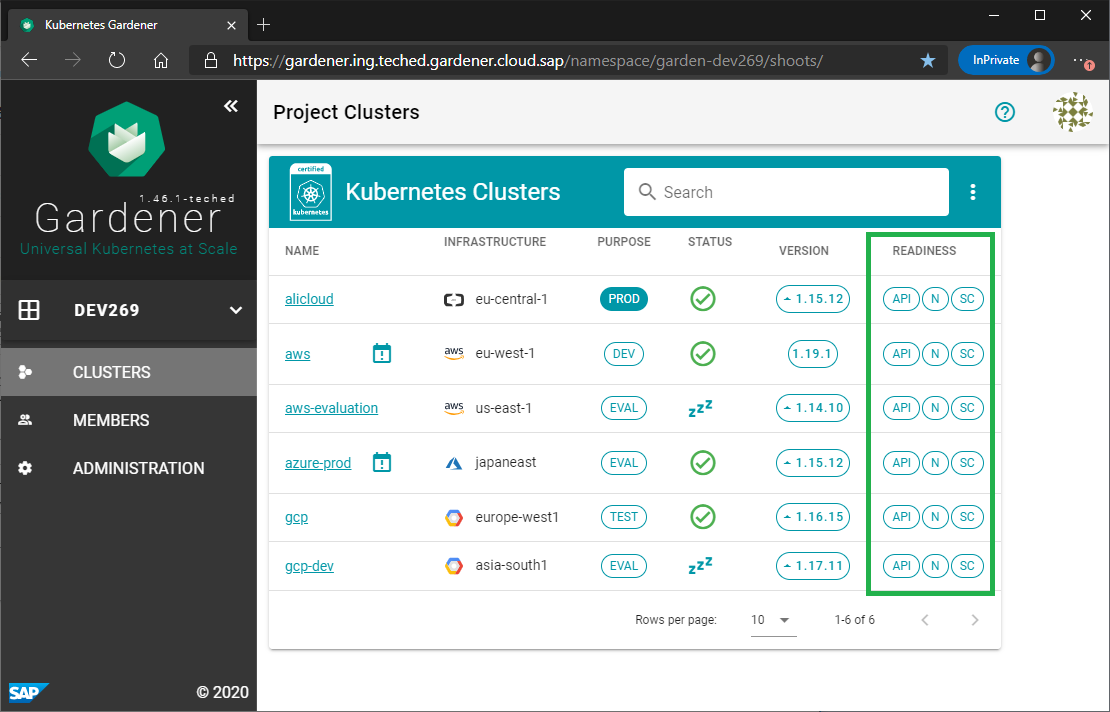 Kubernetes Gardener
https://gardener.ing.teched.gardener.cloud.sap/namespace/garden-dev269/shoots/
InPrivate
1.46.1-teched
Gardener
Universal Kubernetes at Scale
DEV269
CLUSTERS
MEMBERS
ADMINISTRATION
SAP
© 2020
Project Clusters
certified
kubernetes
Kubernetes Clusters
Search
NAME INFRASTRUCTURE PURPOSE STATUS VERSION READINESS
alicloud eu-central-1 PROD 1.15.12 API N SC
aws aws eu-west-1 DEV 1.19.1 API N SC
aws-evaluation aws us-east-1 EVAL zzz 1.14.10 API N SC
azure-prod japaneast EVAL 1.15.12 API N SC
gcp europe-west1 TEST 1.16.15 API N SC
gcp-dev asia-south1 EVAL zzz 1.17.11 API N SC
Rows per page: 10 1-6 of 6